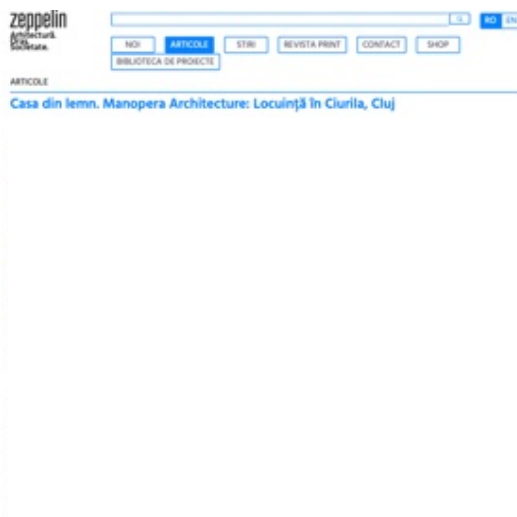 zeppelin
Arhitectură.
Oraș.
Societate.
RO EN
NOI ARTICOLE STIRI REVISTA PRINT CONTACT SHOP
BIBLIOTECA DE PROIECTE
ARTICOLE
Casa din lemn. Manopera Architecture: Locuință în Ciurila, Cluj